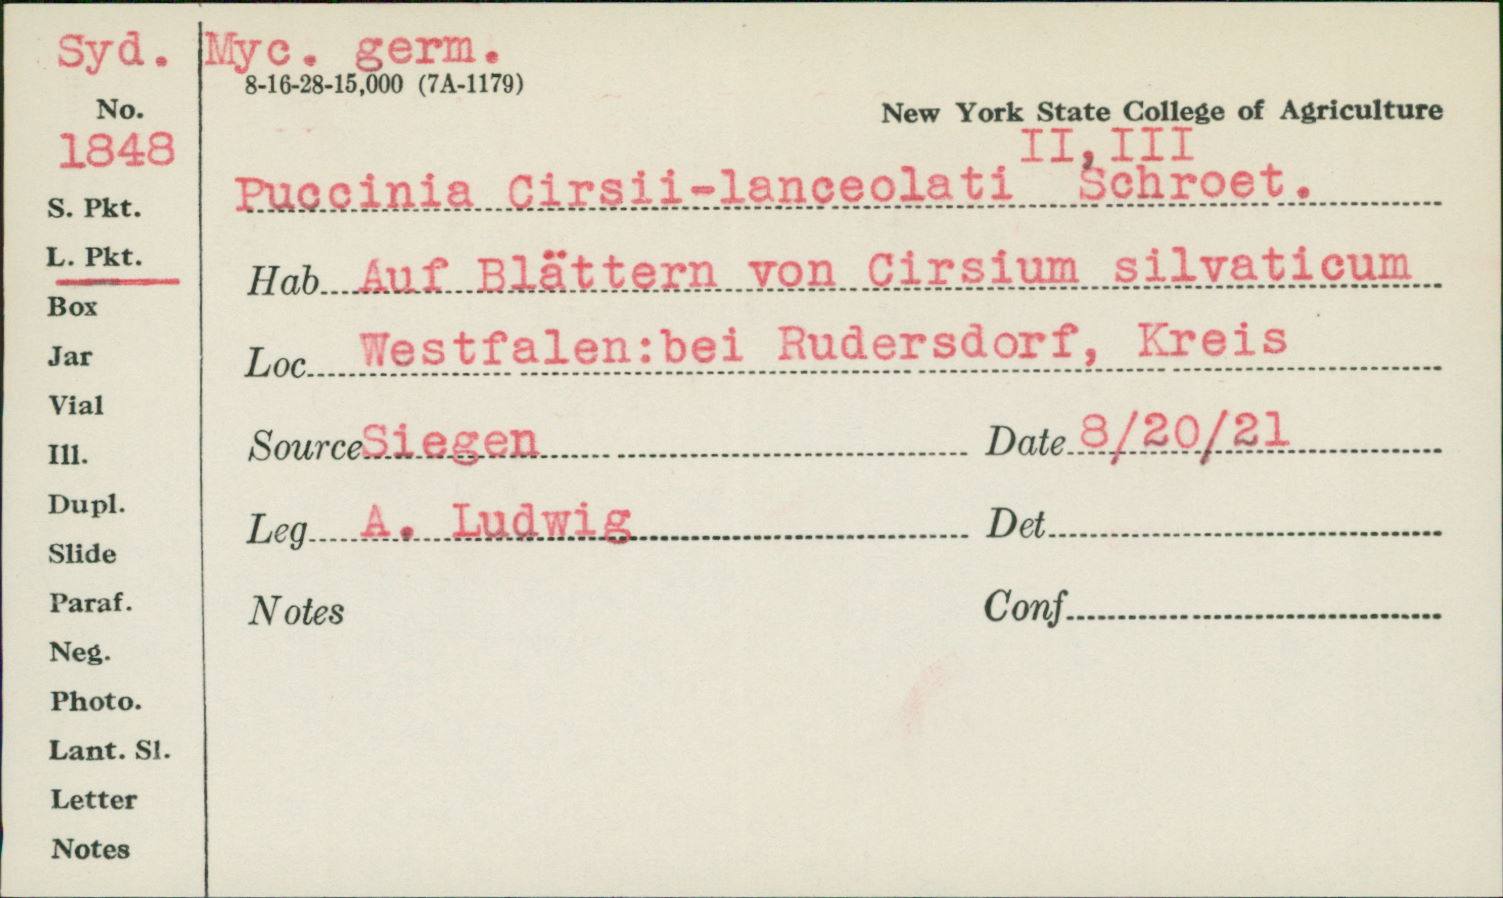 Syd. Myc. germ.
8-16-28-15,000 (7A-1179)
No.
New York State College of Agriculture
1848
II,III
Puccinia Cirsii-lanceolati Schroet.
S. Pkt.
L. Pkt.
Hab Auf Blättern von Cirsium silvaticum
Box
Loc Westfalen:bei Rudersdorf, Kreis
Jar
Vial
Source Siegen Date 8/20/21
Ill.
Dupl.
Leg A. Ludwig Det
Slide
Paraf.
Notes Conf
Neg.
Photo.
Lant. Sl.
Letter
Notes